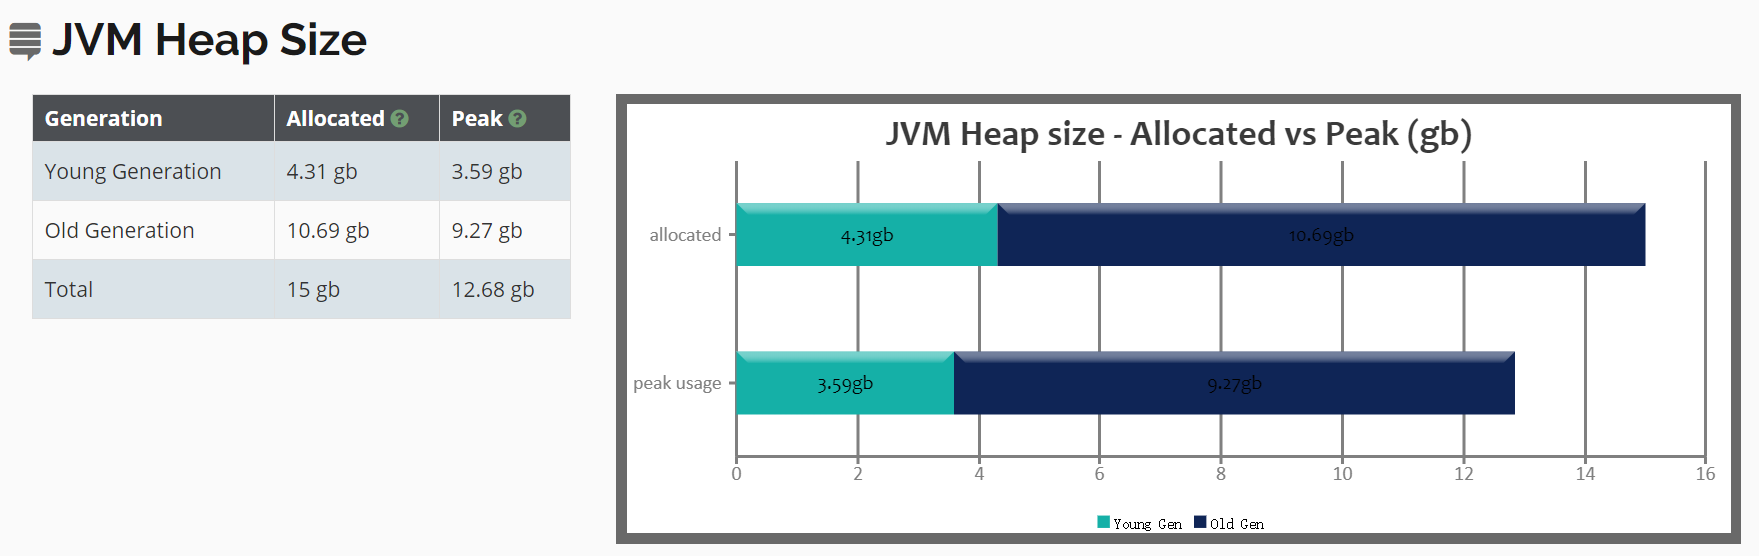 JVM Heap Size
Generation Allocated Peak
Young Generation 4.31 gb 3.59 gb
Old Generation 10.69 gb 9.27 gb
Total 15 gb 12.68 gb
JVM Heap size - Allocated vs Peak (gb)
allocated 4.31gb 10.69gb
peak usage 3.59gb 9.27gb
0 2 4 6 8 10 12 14 16
Young Gen Old Gen